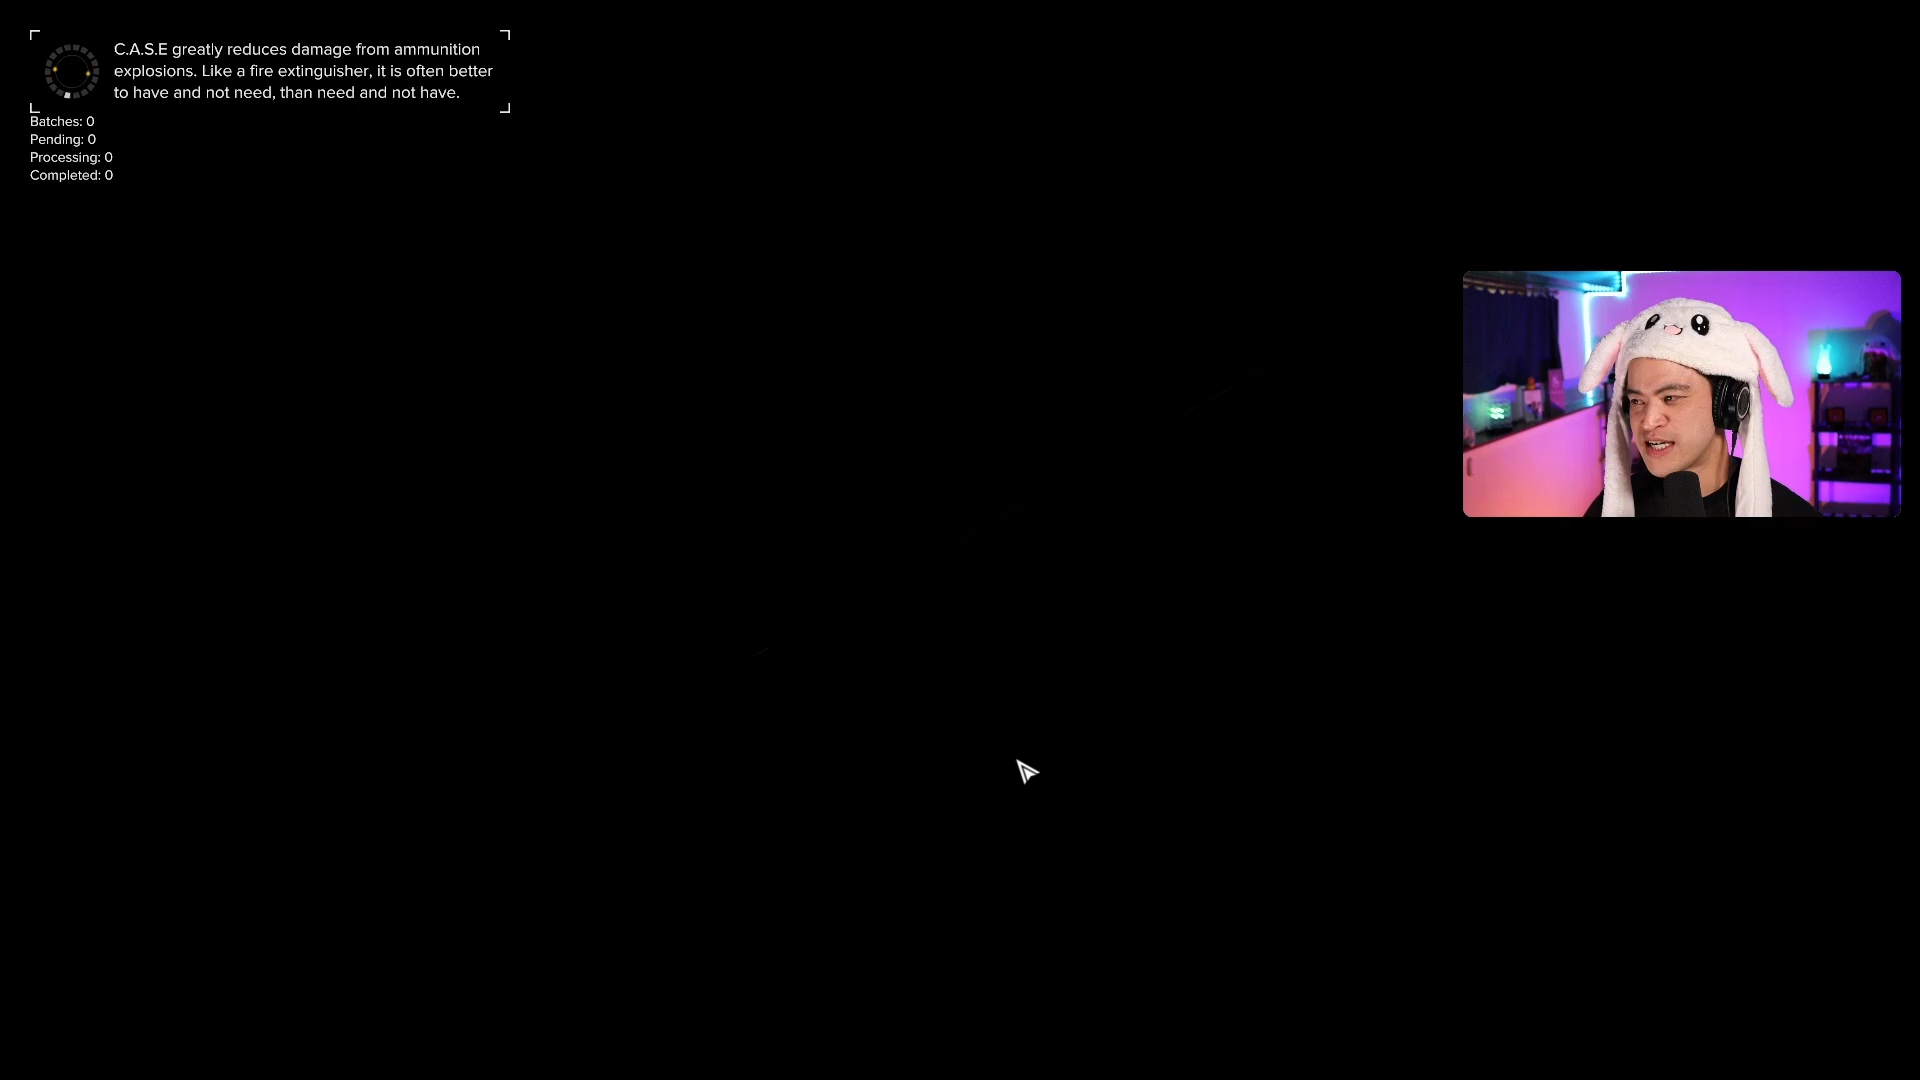 C.A.S.E greatly reduces damage from ammunition
explosions. Like a fire extinguisher, it is often better
to have and not need, than need and not have.
Batches: 0
Pending: 0
Processing: 0
Completed: 0